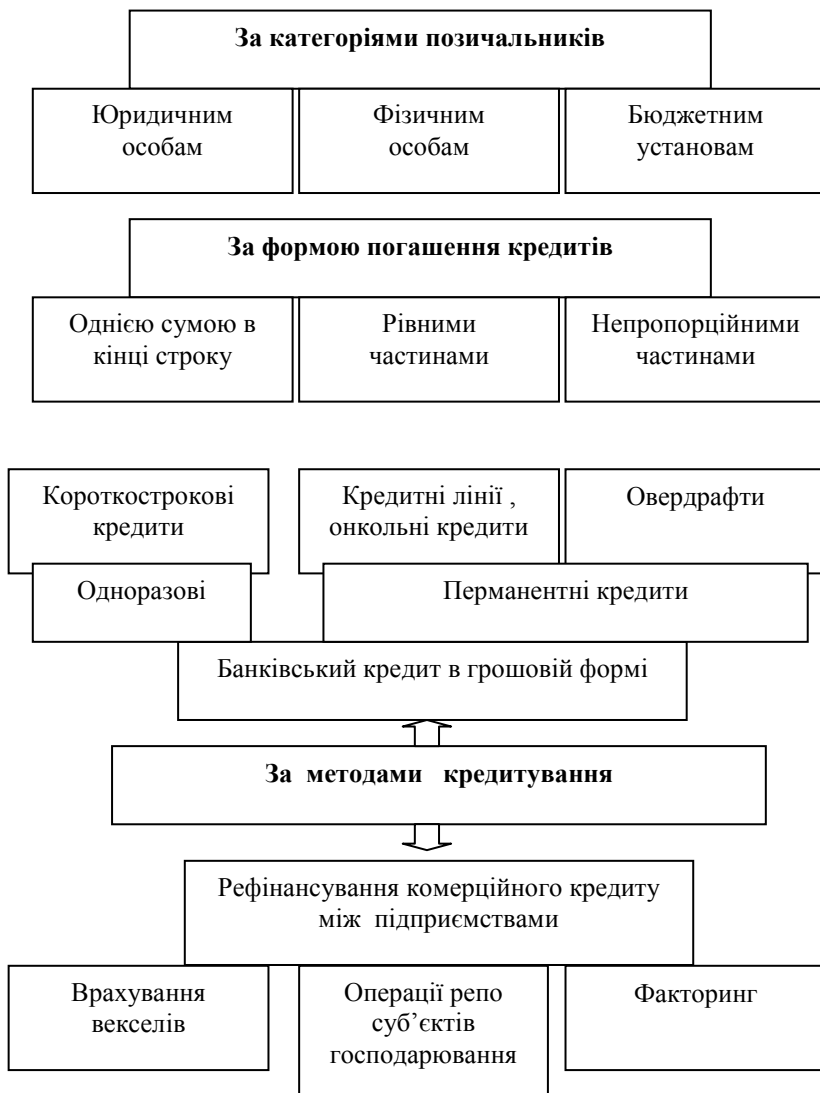 За категоріями позичальників
Юридичним
особам
Фізичним
особам
Бюджетним
установам
За формою погашення кредитів
Однією сумою в
кінці строку
Рівними
частинами
Непропорційними
частинами
Короткострокові
кредити
Кредитні лінії ,
онкольні кредити
Овердрафти
Одноразові
Перманентні кредити
Банківський кредит в грошовій формі
За методами кредитування
Рефінансування комерційного кредиту
між підприємствами
Врахування
векселів
Операції репо
суб’єктів
господарювання
Факторинг